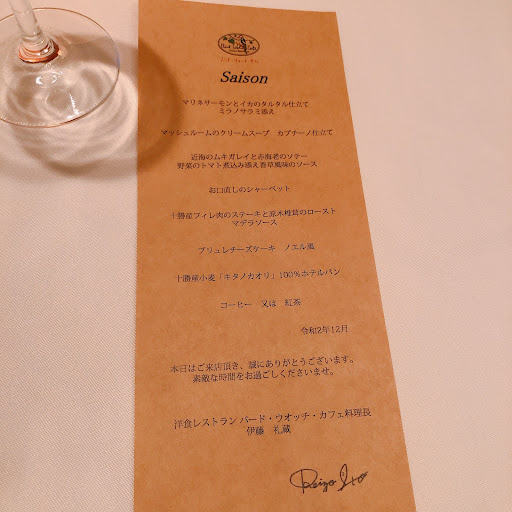 Saison
マリネサーモンとイカのタルタル仕立て
ミラノサラミ添え
マッシュルームのクリームスープ カプチーノ仕立て
近海のムキガレイと赤海老のソテー
野菜のトマト煮込み添え香草風味のソース
お口直しのシャーベット
十勝産フィレ肉のステーキと原木椎茸のロースト
マデラソース
ブリュレチーズケーキ ノエル風
十勝産小麦「キタノカオリ」100%ホテルパン
コーヒー 又は 紅茶
令和2年12月
本日はご来店頂き、誠にありがとうございます。
素敵な時間をお過ごしくださいませ。
洋食レストラン バード・ウオッチ・カフェ料理長
伊藤 礼蔵
Reizo Ito